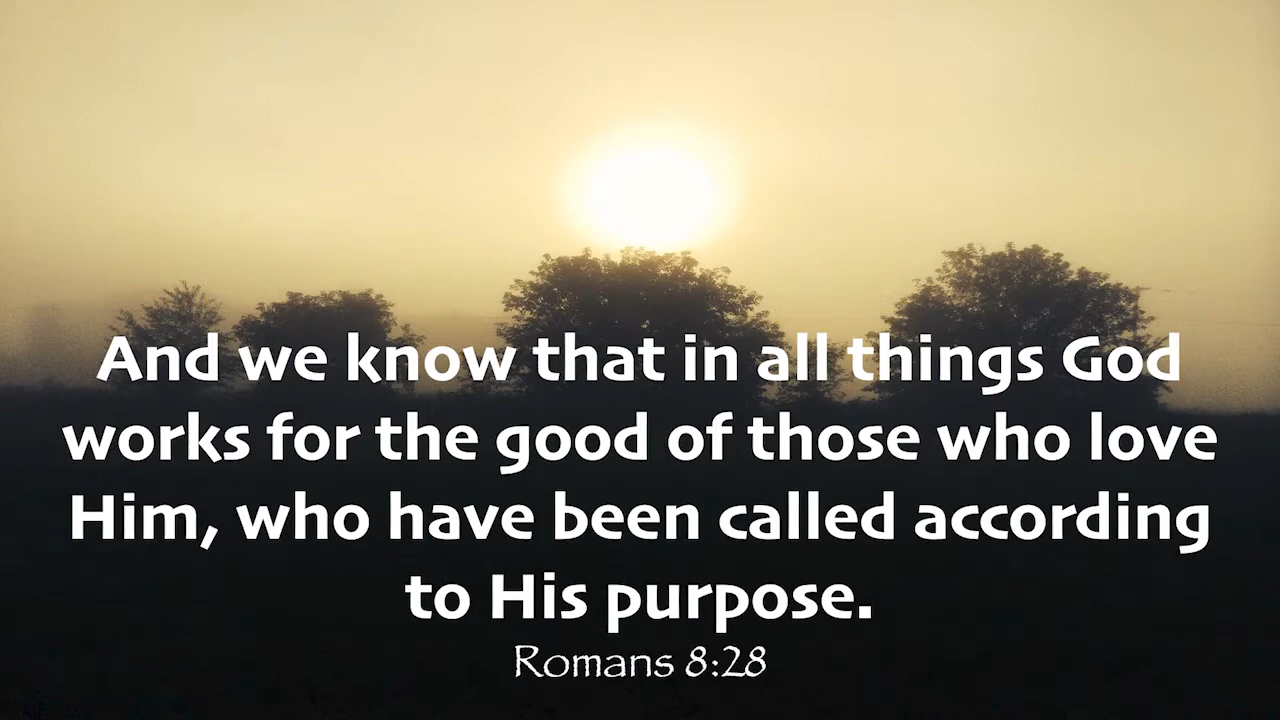 And we know that in all things God
works for the good of those who love
Him, who have been called according
to His purpose.
Romans 8:28